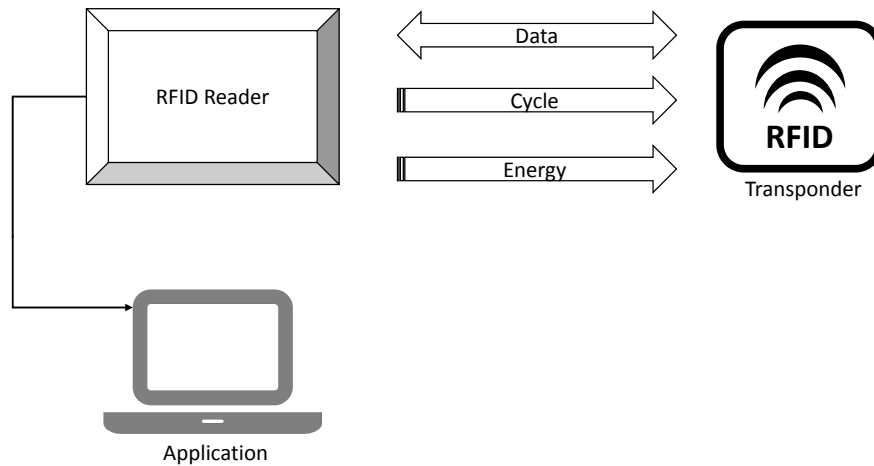 Data
RFID Reader
Cycle
RFID
Energy
Transponder
Application